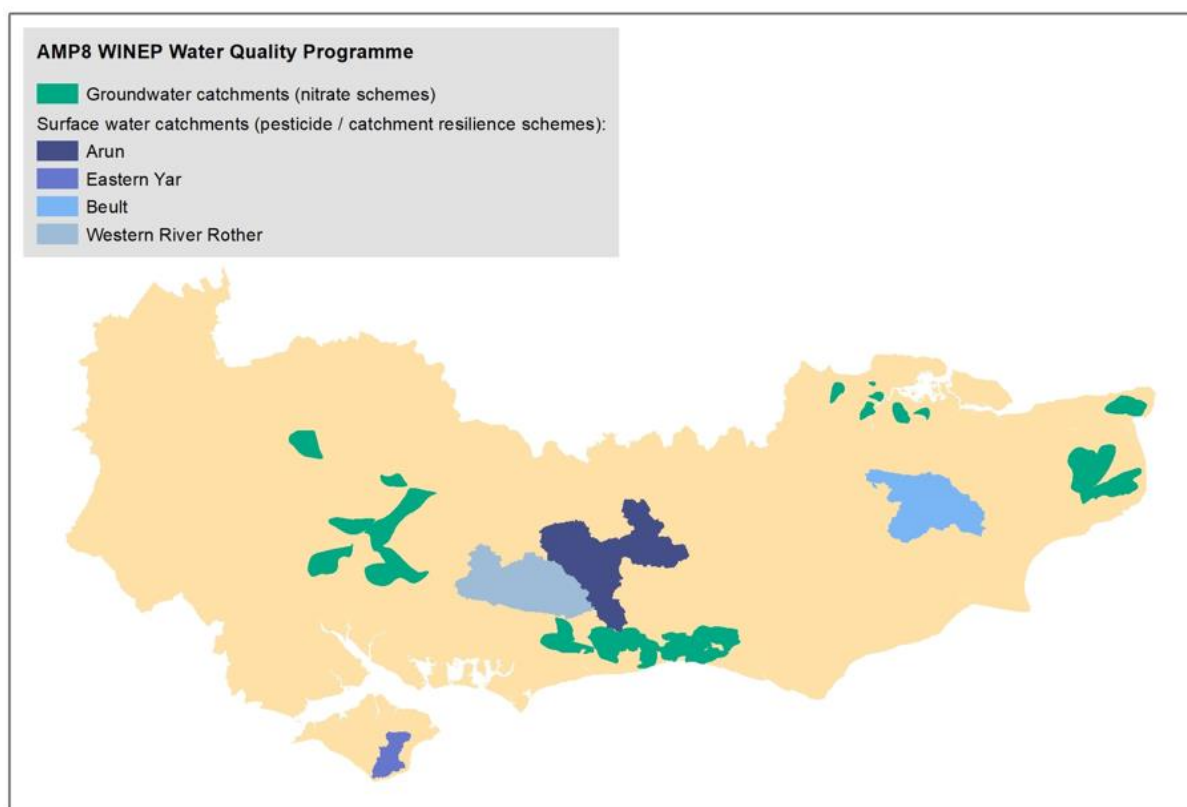 AMP8 WINEP Water Quality Programme
Groundwater catchments (nitrate schemes)
Surface water catchments (pesticide / catchment resilience schemes):
Arun
Eastern Yar
Beult
Western River Rother